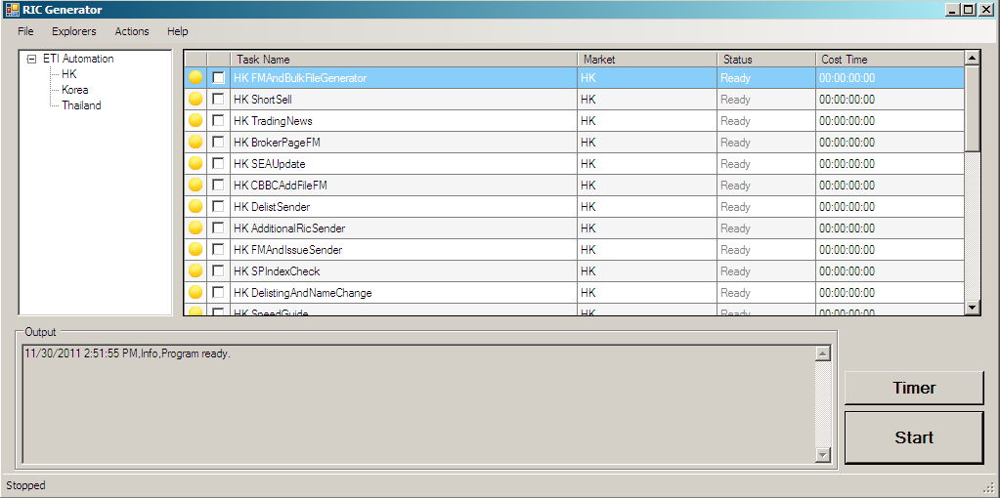 RIC Generator
File Explorers Actions Help
ETI Automation
HK
Korea
Thailand
Task Name Market Status Cost Time
HK FMAndBulkFileGenerator HK Ready 00:00:00:00
HK ShortSell HK Ready 00:00:00:00
HK TradingNews HK Ready 00:00:00:00
HK BrokerPageFM HK Ready 00:00:00:00
HK SEAUpdate HK Ready 00:00:00:00
HK CBBCAddFileFM HK Ready 00:00:00:00
HK DelistSender HK Ready 00:00:00:00
HK AdditionalRicSender HK Ready 00:00:00:00
HK FMAndIssueSender HK Ready 00:00:00:00
HK SPIndexCheck HK Ready 00:00:00:00
HK DelistingAndNameChange HK Ready 00:00:00:00
HK SpeedGuide HK Ready 00:00:00:00
Output
11/30/2011 2:51:55 PM,Info,Program ready.
Timer
Start
Stopped